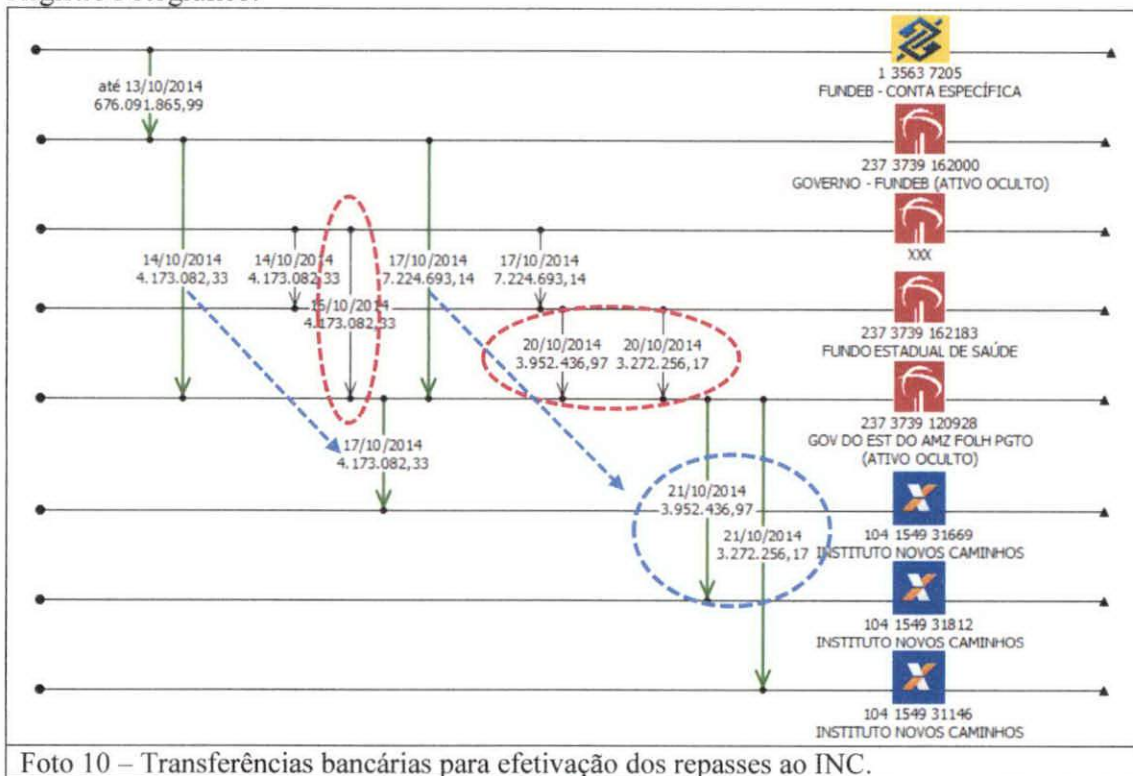 até 13/10/2014
676.091.865,99
1 3563 7205
FUNDEB - CONTA ESPECÍFICA
237 3739 162000
GOVERNO - FUNDEB (ATIVO OCULTO)
XXX
14/10/2014
4.173.082,33
14/10/2014
4.173.082,33
15/10/2014
4.173.082,33
17/10/2014
7.224.693,14
17/10/2014
7.224.693,14
237 3739 162183
FUNDO ESTADUAL DE SAÚDE
20/10/2014
3.952.436,97
20/10/2014
3.272.256,17
237 3739 120928
GOV DO EST DO AMZ FOLH PGTO
(ATIVO OCULTO)
17/10/2014
4.173.082,33
21/10/2014
3.952.436,97
21/10/2014
3.272.256,17
104 1549 31669
INSTITUTO NOVOS CAMINHOS
104 1549 31812
INSTITUTO NOVOS CAMINHOS
104 1549 31146
INSTITUTO NOVOS CAMINHOS
Foto 10 – Transferências bancárias para efetivação dos repasses ao INC.